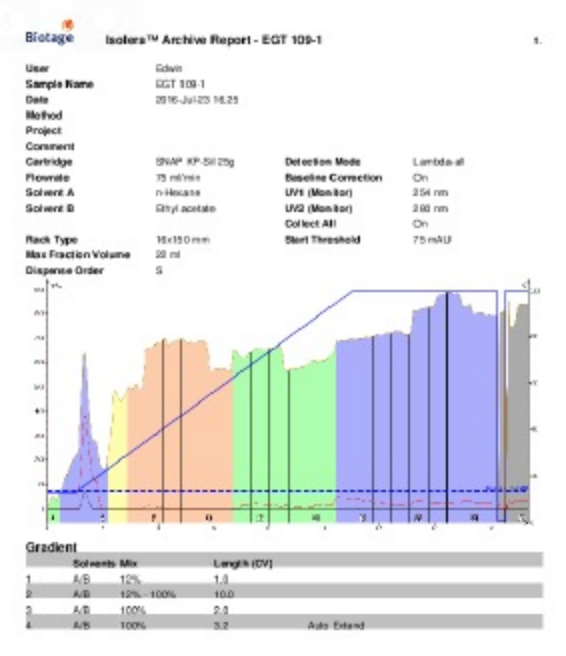 Biotage
Isolera™ Archive Report - EGT 109-1
1.
User Edwin
Sample Name EGT 109-1
Date 2016-Jul-23 16.25
Method
Project
Comment
Cartridge SNAP KP-Sil 25g Detection Mode Lambda-all
Flowrate 75 ml/min Baseline Correction On
Solvent A n-Hexane UV1 (Monitor) 254 nm
Solvent B Ethyl acetate UV2 (Monitor) 280 nm
Collect All On
Rack Type 16x150 mm Start Threshold 75 mAU
Max Fraction Volume 22 ml
Dispense Order S
Gradient
Solvents Mix Length (CV)
1 A/B 12% 1.0
2 A/B 12% - 100% 10.0
3 A/B 100% 2.0
4 A/B 100% 3.2 Auto Extend